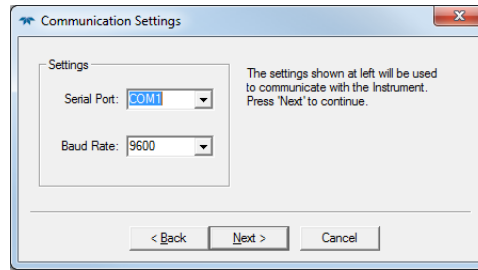 Communication Settings
Settings
Serial Port: COM1
Baud Rate: 9600
The settings shown at left will be used
to communicate with the Instrument.
Press 'Next' to continue.
< Back
Next >
Cancel